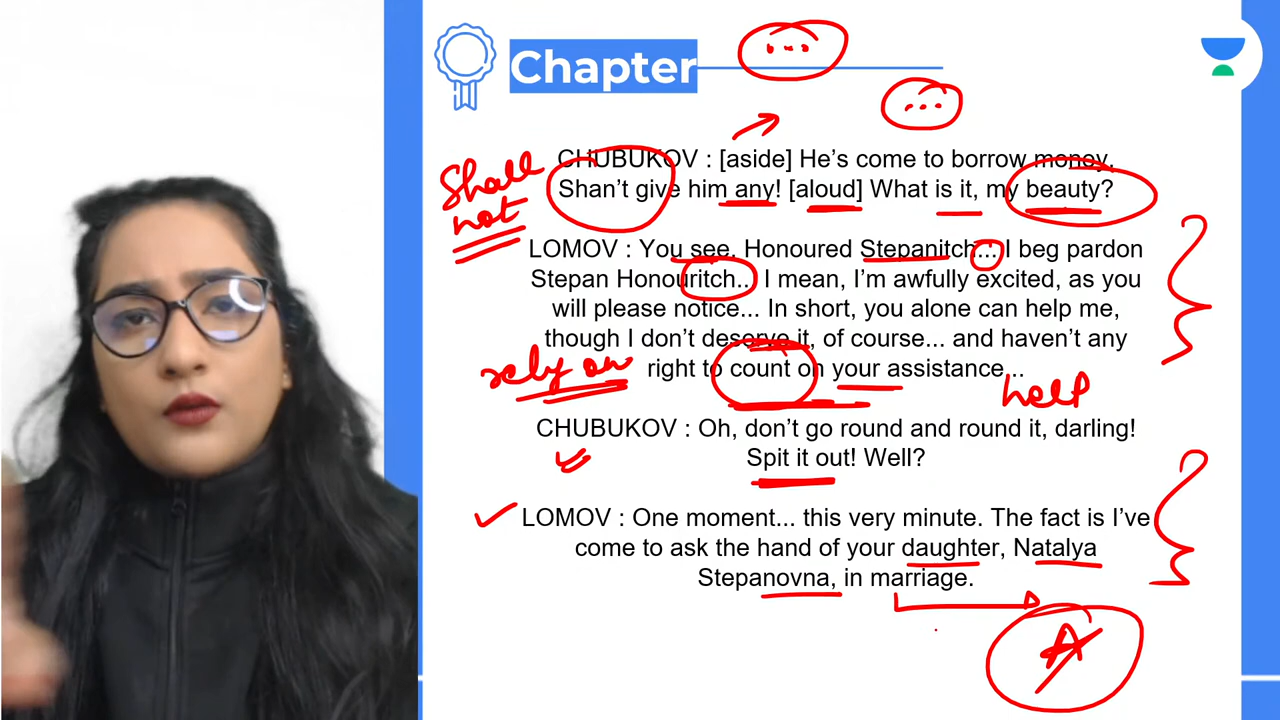 Chapter
...
...
CHUBUKOV : [aside] He's come to borrow money,
Shall
not
Shan't give him any! [aloud] What is it, my beauty?
LOMOV : You see, Honoured Stepanitch... I beg pardon
Stepan Honouritch... I mean, I'm awfully excited, as you
will please notice... In short, you alone can help me,
though I don't deserve it, of course... and haven't any
rely on
right to count on your assistance...
help
CHUBUKOV : Oh, don't go round and round it, darling!
Spit it out! Well?
LOMOV : One moment... this very minute. The fact is I've
come to ask the hand of your daughter, Natalya
Stepanovna, in marriage.
A